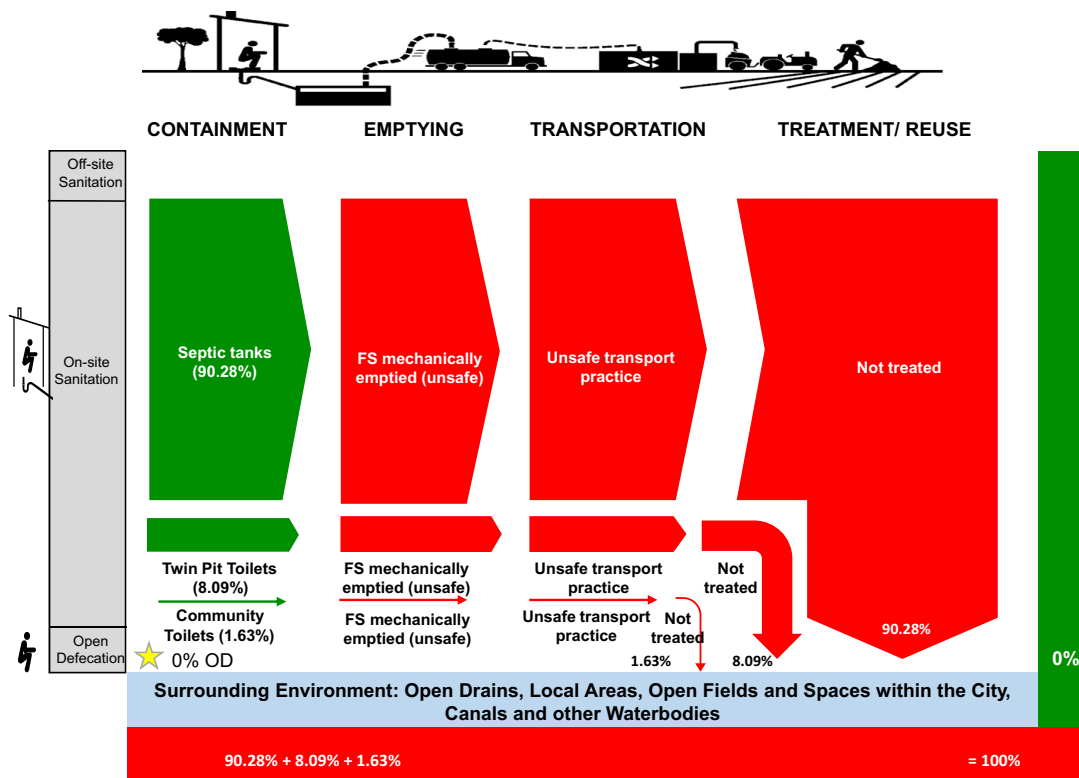 CONTAINMENT
EMPTYING
TRANSPORTATION
TREATMENT/ REUSE
Off-site
Sanitation
On-site
Sanitation
Open
Defecation
Septic tanks
(90.28%)
FS mechanically
emptied (unsafe)
Unsafe transport
practice
Not treated
Twin Pit Toilets
(8.09%)
FS mechanically
emptied (unsafe)
Unsafe transport
practice
Not
treated
Community
Toilets (1.63%)
FS mechanically
emptied (unsafe)
Unsafe transport
practice
Not
treated
1.63%
8.09%
90.28%
0% OD
0%
Surrounding Environment: Open Drains, Local Areas, Open Fields and Spaces within the City,
Canals and other Waterbodies
90.28% + 8.09% + 1.63%
= 100%